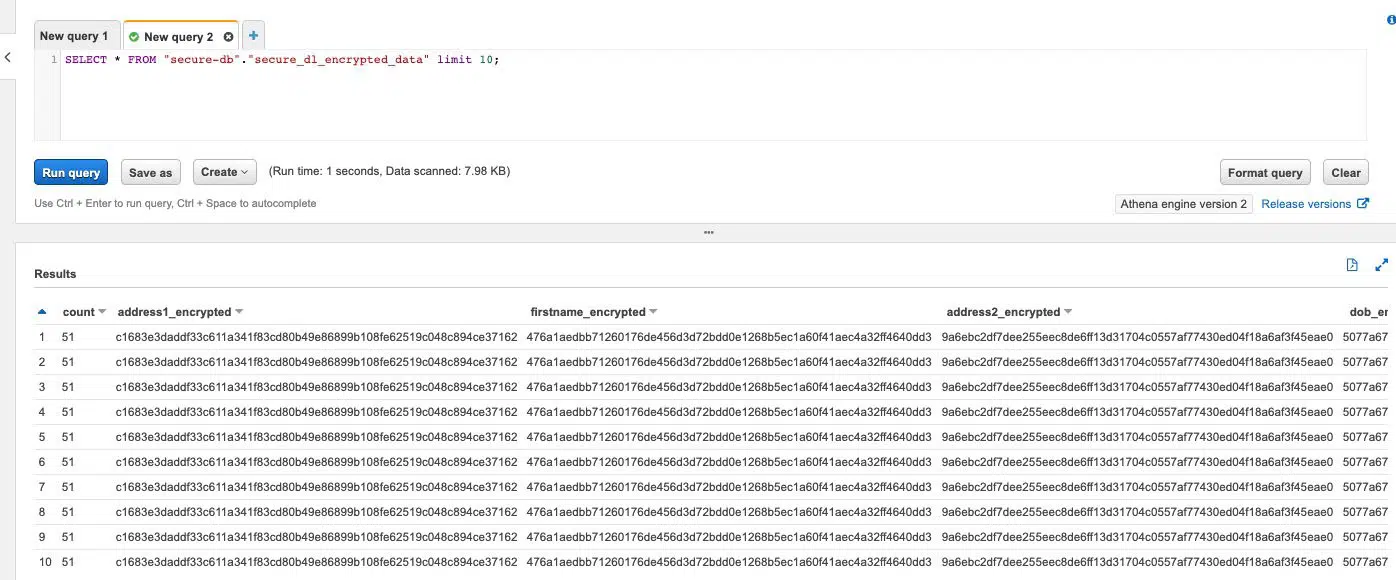 New query 1 New query 2 +
1 SELECT * FROM "secure-db"."secure_dl_encrypted_data" limit 10;
Run query Save as Create (Run time: 1 seconds, Data scanned: 7.98 KB) Format query Clear
Use Ctrl + Enter to run query, Ctrl + Space to autocomplete Athena engine version 2 Release versions
Results
count address1_encrypted firstname_encrypted address2_encrypted dob_er
1 51 c1683e3daddf33c611a341f83cd80b49e86899b108fe62519c048c894ce37162 476a1aedbb71260176de456d3d72bdd0e1268b5ec1a60f41aec4a32ff4640dd3 9a6ebc2df7dee255eec8de6ff13d31704c0557af77430ed04f18a6af3f45eae0 5077a67
2 51 c1683e3daddf33c611a341f83cd80b49e86899b108fe62519c048c894ce37162 476a1aedbb71260176de456d3d72bdd0e1268b5ec1a60f41aec4a32ff4640dd3 9a6ebc2df7dee255eec8de6ff13d31704c0557af77430ed04f18a6af3f45eae0 5077a67
3 51 c1683e3daddf33c611a341f83cd80b49e86899b108fe62519c048c894ce37162 476a1aedbb71260176de456d3d72bdd0e1268b5ec1a60f41aec4a32ff4640dd3 9a6ebc2df7dee255eec8de6ff13d31704c0557af77430ed04f18a6af3f45eae0 5077a67
4 51 c1683e3daddf33c611a341f83cd80b49e86899b108fe62519c048c894ce37162 476a1aedbb71260176de456d3d72bdd0e1268b5ec1a60f41aec4a32ff4640dd3 9a6ebc2df7dee255eec8de6ff13d31704c0557af77430ed04f18a6af3f45eae0 5077a67
5 51 c1683e3daddf33c611a341f83cd80b49e86899b108fe62519c048c894ce37162 476a1aedbb71260176de456d3d72bdd0e1268b5ec1a60f41aec4a32ff4640dd3 9a6ebc2df7dee255eec8de6ff13d31704c0557af77430ed04f18a6af3f45eae0 5077a67
6 51 c1683e3daddf33c611a341f83cd80b49e86899b108fe62519c048c894ce37162 476a1aedbb71260176de456d3d72bdd0e1268b5ec1a60f41aec4a32ff4640dd3 9a6ebc2df7dee255eec8de6ff13d31704c0557af77430ed04f18a6af3f45eae0 5077a67
7 51 c1683e3daddf33c611a341f83cd80b49e86899b108fe62519c048c894ce37162 476a1aedbb71260176de456d3d72bdd0e1268b5ec1a60f41aec4a32ff4640dd3 9a6ebc2df7dee255eec8de6ff13d31704c0557af77430ed04f18a6af3f45eae0 5077a67
8 51 c1683e3daddf33c611a341f83cd80b49e86899b108fe62519c048c894ce37162 476a1aedbb71260176de456d3d72bdd0e1268b5ec1a60f41aec4a32ff4640dd3 9a6ebc2df7dee255eec8de6ff13d31704c0557af77430ed04f18a6af3f45eae0 5077a67
9 51 c1683e3daddf33c611a341f83cd80b49e86899b108fe62519c048c894ce37162 476a1aedbb71260176de456d3d72bdd0e1268b5ec1a60f41aec4a32ff4640dd3 9a6ebc2df7dee255eec8de6ff13d31704c0557af77430ed04f18a6af3f45eae0 5077a67
10 51 c1683e3daddf33c611a341f83cd80b49e86899b108fe62519c048c894ce37162 476a1aedbb71260176de456d3d72bdd0e1268b5ec1a60f41aec4a32ff4640dd3 9a6ebc2df7dee255eec8de6ff13d31704c0557af77430ed04f18a6af3f45eae0 5077a67